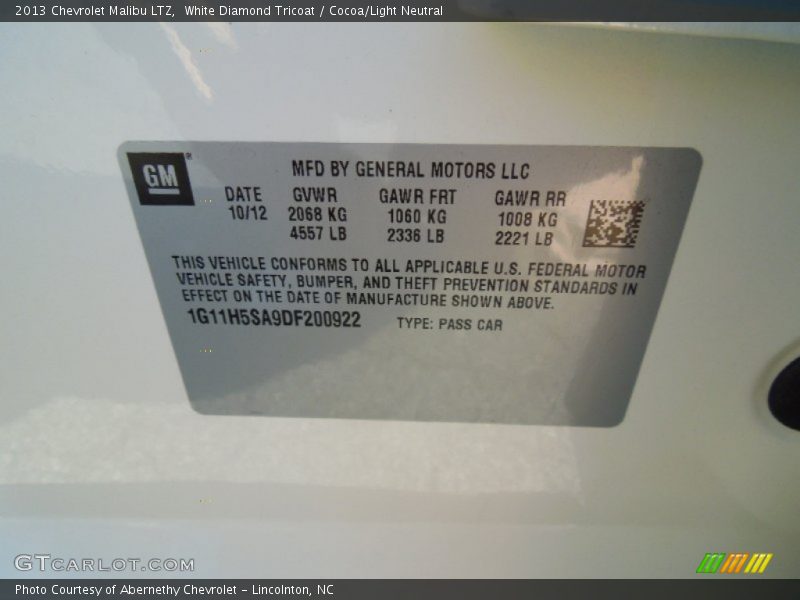 2013 Chevrolet Malibu LTZ, White Diamond Tricoat / Cocoa/Light Neutral
GM®
MFD BY GENERAL MOTORS LLC
DATE GVWR GAWR FRT GAWR RR
10/12 2068 KG 1060 KG 1008 KG
4557 LB 2336 LB 2221 LB
THIS VEHICLE CONFORMS TO ALL APPLICABLE U.S. FEDERAL MOTOR
VEHICLE SAFETY, BUMPER, AND THEFT PREVENTION STANDARDS IN
EFFECT ON THE DATE OF MANUFACTURE SHOWN ABOVE.
1G11H5SA9DF200922 TYPE: PASS CAR
GTCARLOT.COM
Photo Courtesy of Abernethy Chevrolet – Lincolnton, NC